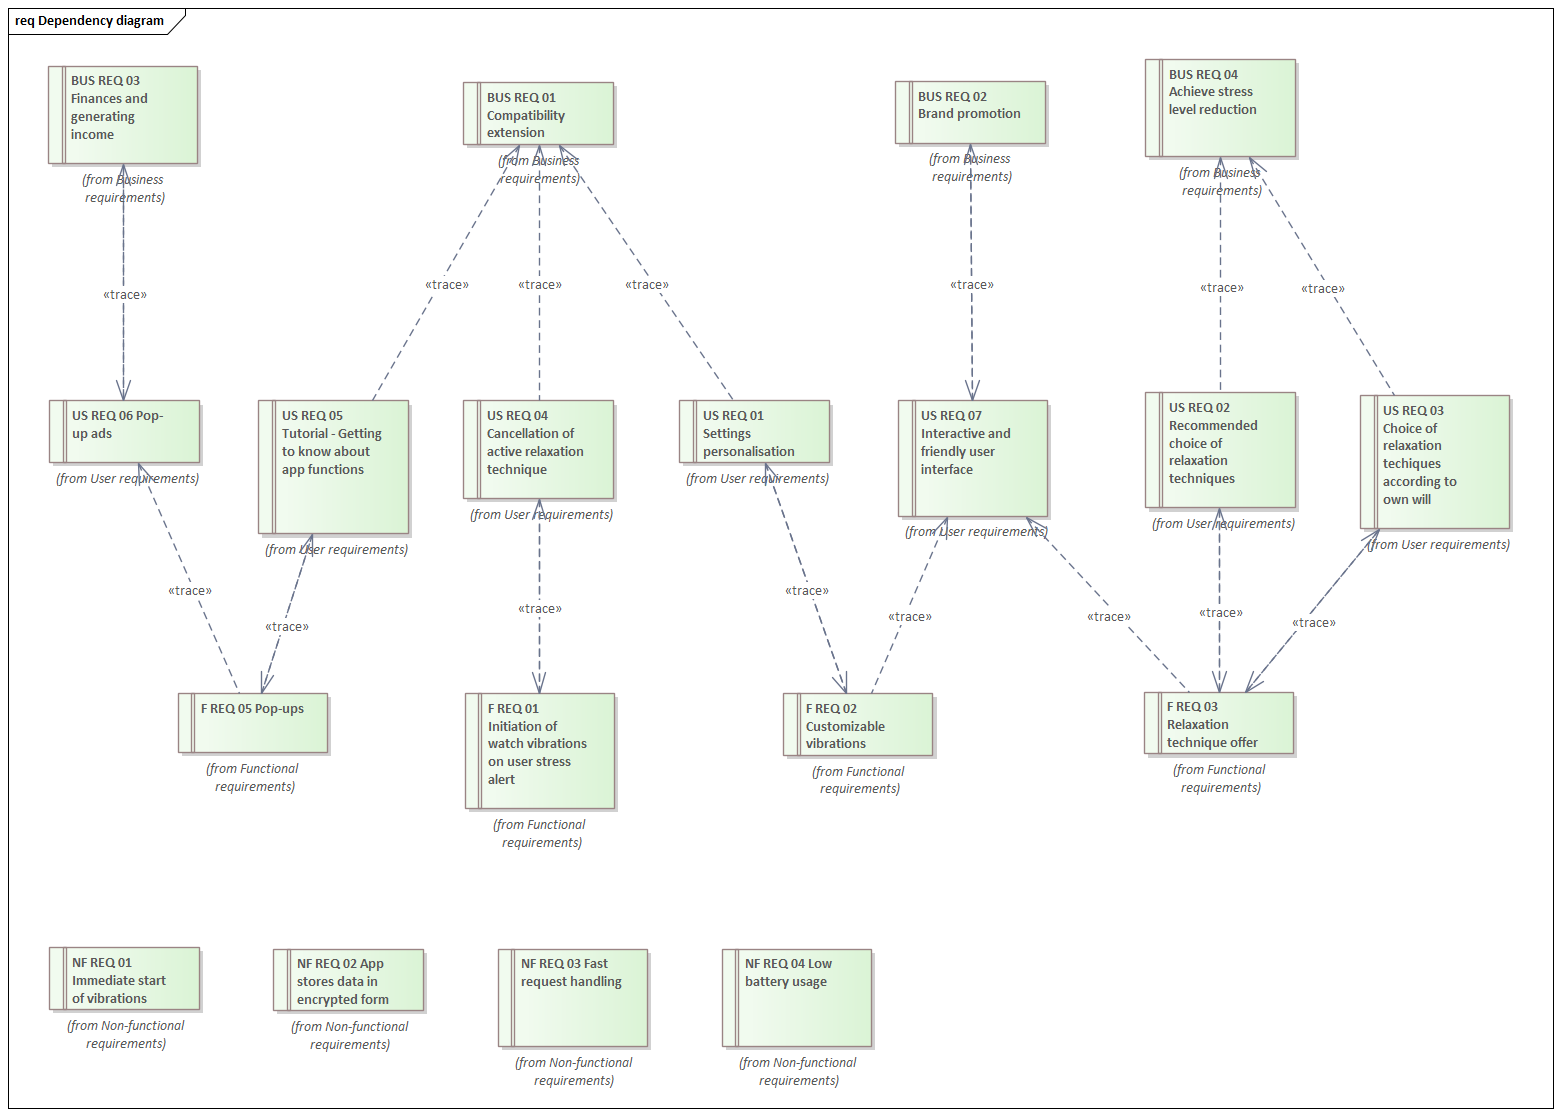 req Dependency diagram
BUS REQ 03
Finances and
generating
income
(from Business
requirements)
BUS REQ 01
Compatibility
extension
(from Business
requirements)
BUS REQ 02
Brand promotion
(from Business
requirements)
BUS REQ 04
Achieve stress
level reduction
(from Business
requirements)
«trace»
«trace»
«trace»
«trace»
«trace»
«trace»
«trace»
US REQ 06 Pop-
up ads
(from User requirements)
US REQ 05
Tutorial - Getting
to know about
app functions
(from User requirements)
US REQ 04
Cancellation of
active relaxation
technique
(from User requirements)
US REQ 01
Settings
personalisation
(from User requirements)
US REQ 07
Interactive and
friendly user
interface
(from User requirements)
US REQ 02
Recommended
choice of
relaxation
techniques
(from User requirements)
US REQ 03
Choice of
relaxation
techiques
according to
own will
(from User requirements)
«trace»
«trace»
«trace»
«trace»
«trace»
«trace»
«trace»
«trace»
F REQ 05 Pop-ups
(from Functional
requirements)
F REQ 01
Initiation of
watch vibrations
on user stress
alert
(from Functional
requirements)
F REQ 02
Customizable
vibrations
(from Functional
requirements)
F REQ 03
Relaxation
technique offer
(from Functional
requirements)
NF REQ 01
Immediate start
of vibrations
(from Non-functional
requirements)
NF REQ 02 App
stores data in
encrypted form
(from Non-functional
requirements)
NF REQ 03 Fast
request handling
(from Non-functional
requirements)
NF REQ 04 Low
battery usage
(from Non-functional
requirements)